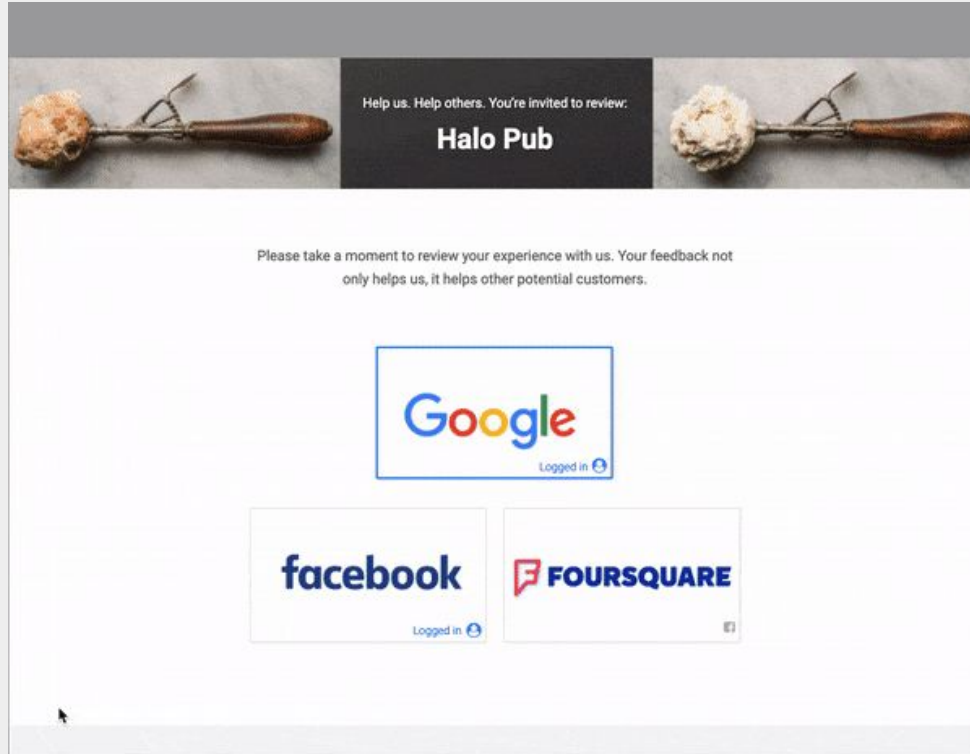 Help us. Help others. You're invited to review:
Halo Pub
Please take a moment to review your experience with us. Your feedback not
only helps us, it helps other potential customers.
Google
Logged in
facebook
Logged in
FOURSQUARE